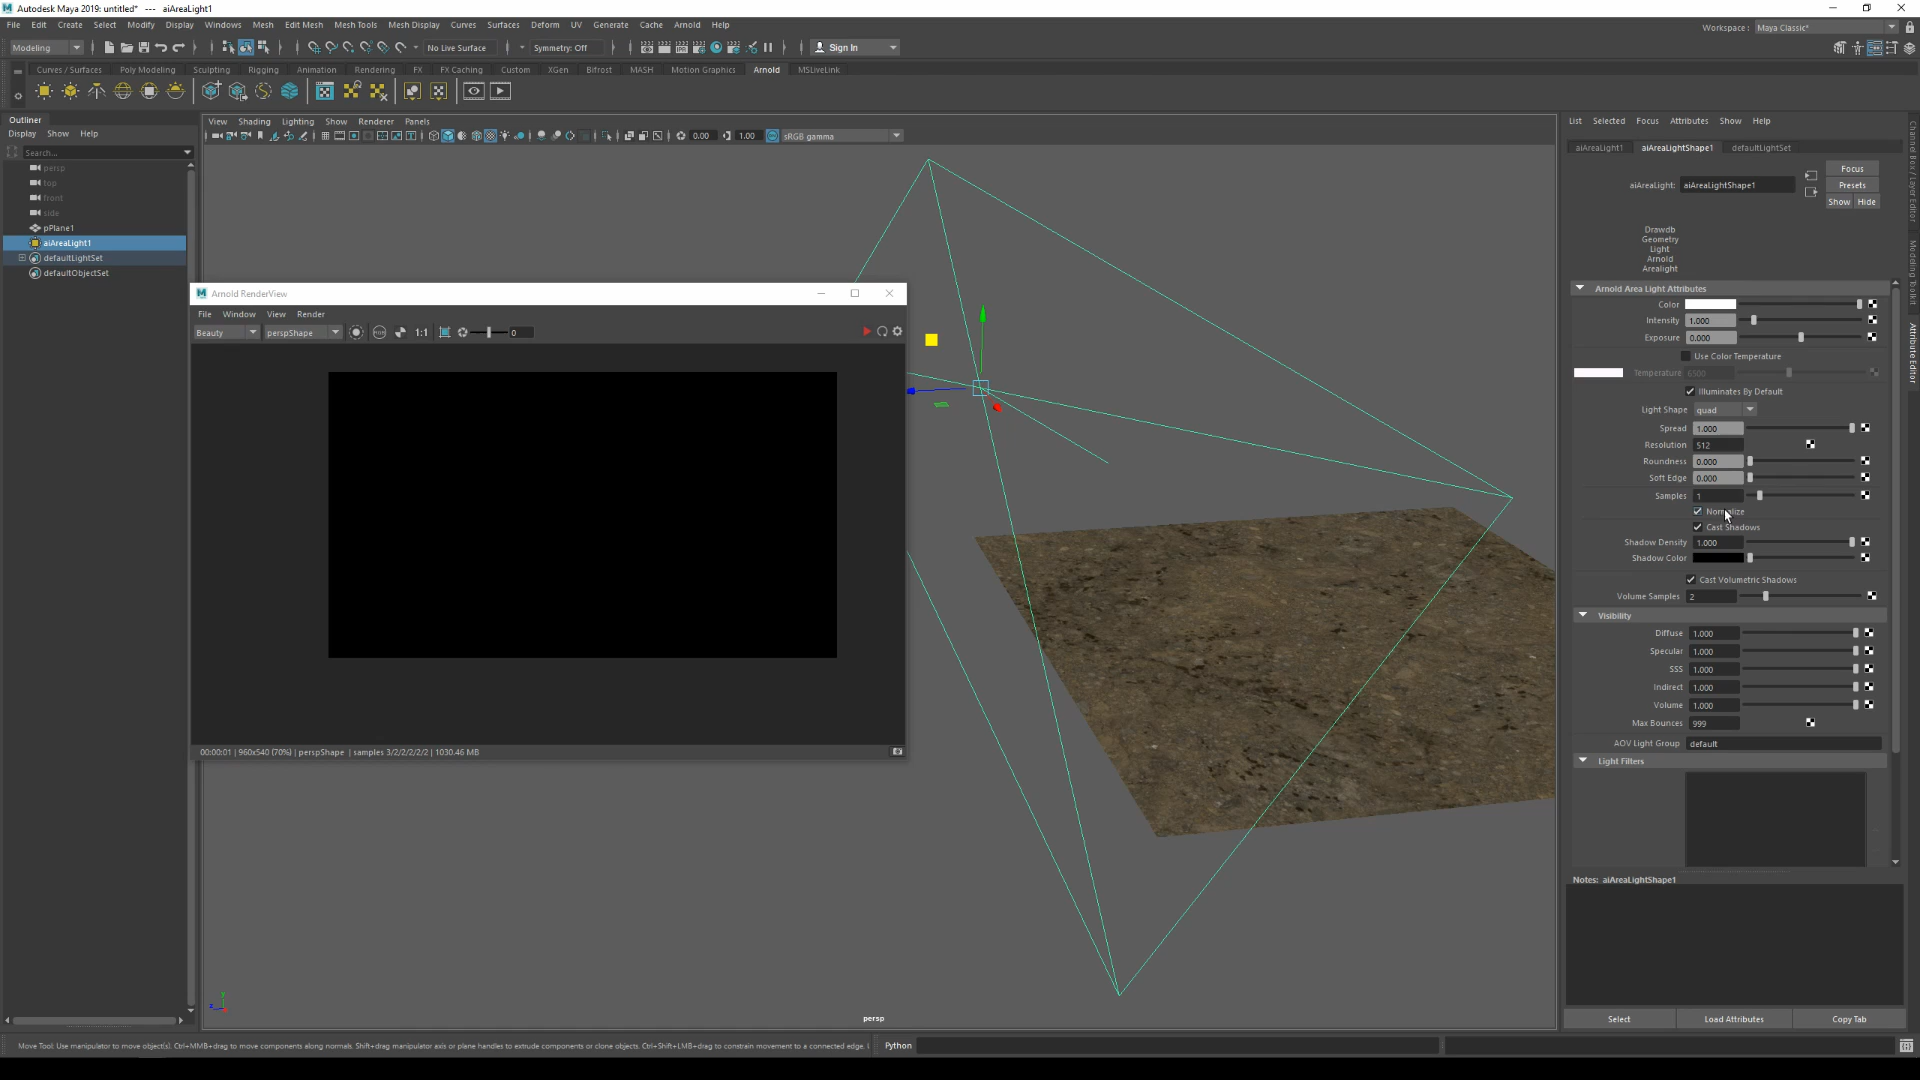 Autodesk Maya 2019: untitled* --- aiAreaLight1
File Edit Create Select Modify Display Windows Mesh Edit Mesh Mesh Tools Mesh Display Curves Surfaces Deform UV Generate Cache Arnold Help
Workspace : Maya Classic*
Modeling No Live Surface Symmetry: Off Sign In
Curves / Surfaces Poly Modeling Sculpting Rigging Animation Rendering FX FX Caching Custom XGen Bifrost MASH Motion Graphics Arnold MSLiveLink
Outliner
Display Show Help
Search...
persp
top
front
side
pPlane1
aiAreaLight1
defaultLightSet
defaultObjectSet
View Shading Lighting Show Renderer Panels
0.00 1.00 sRGB gamma
Arnold RenderView
File Window View Render
Beauty perspShape 1:1 0
00:00:01 | 960x540 (70%) | perspShape | samples 3/2/2/2/2/2 | 1030.46 MB
persp
List Selected Focus Attributes Show Help
aiAreaLight1 aiAreaLightShape1 defaultLightSet
Focus
aiAreaLight: aiAreaLightShape1
Presets
Show Hide
Drawdb
Geometry
Light
Arnold
Arealight
Arnold Area Light Attributes
Color
Intensity 1.000
Exposure 0.000
Use Color Temperature
Temperature 6500
Illuminates By Default
Light Shape quad
Spread 1.000
Resolution 512
Roundness 0.000
Soft Edge 0.000
Samples 1
Normalize
Cast Shadows
Shadow Density 1.000
Shadow Color
Cast Volumetric Shadows
Volume Samples 2
Visibility
Diffuse 1.000
Specular 1.000
SSS 1.000
Indirect 1.000
Volume 1.000
Max Bounces 999
AOV Light Group default
Light Filters
Notes: aiAreaLightShape1
Select Load Attributes Copy Tab
Channel Box / Layer Editor
Modeling Toolkit
Attribute Editor
Move Tool: Use manipulator to move object(s). Ctrl+MMB+drag to move components along normals. Shift+drag manipulator axis or plane handles to extrude components or clone objects. Ctrl+Shift+LMB+drag to constrain movement to a connected edge.
Python